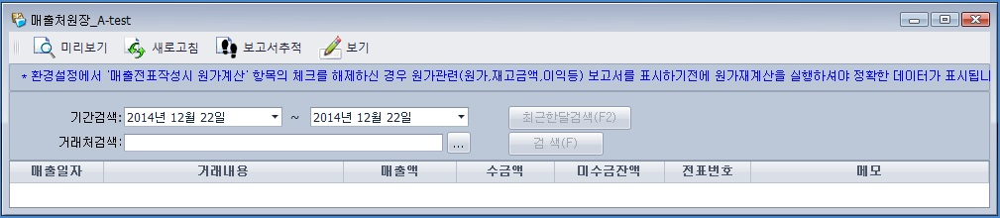 매출처원장_A-test
미리보기 새로고침 보고서추적 보기
* 환경설정에서 '매출전표작성시 원가계산' 항목의 체크를 해제하신 경우 원가관련(원가,재고금액,이익등) 보고서를 표시하기전에 원가재계산을 실행하셔야 정확한 데이터가 표시됩니
기간검색: 2014년 12월 22일 ~ 2014년 12월 22일 최근한달검색(F2)
거래처검색: ... 검 색(F)
매출일자 거래내용 매출액 수금액 미수금잔액 전표번호 메모